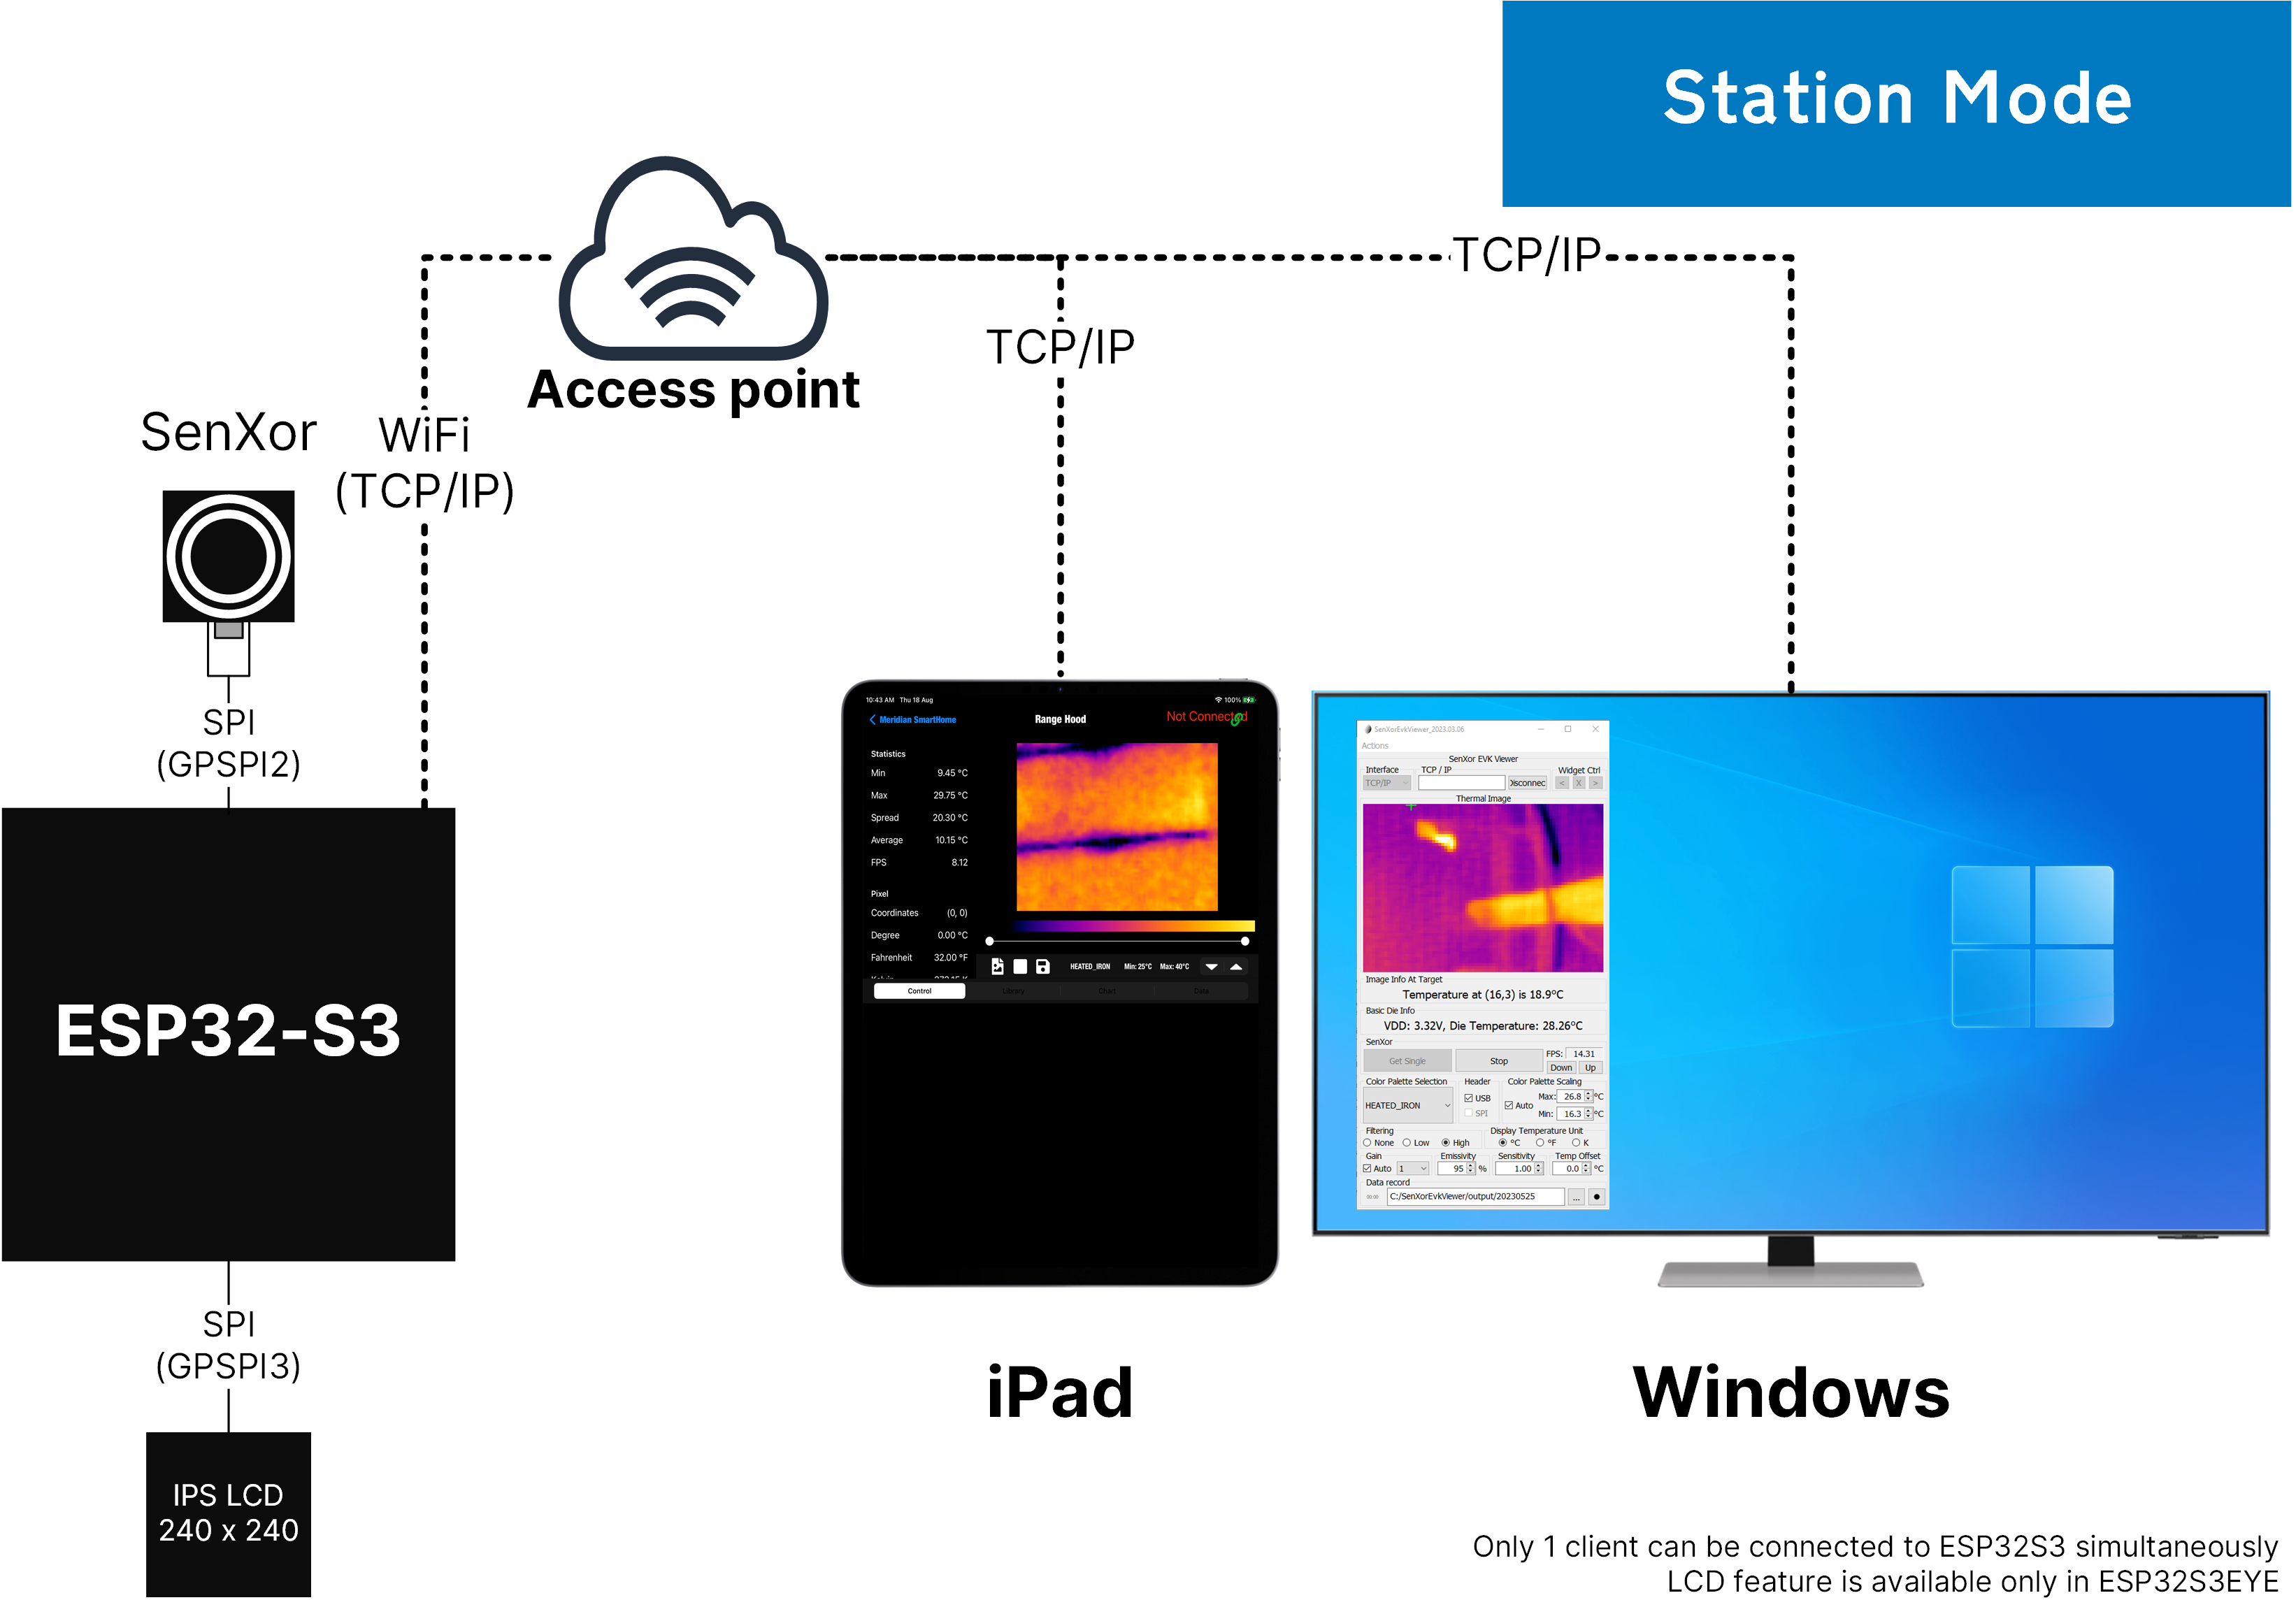 Station Mode
TCP/IP
TCP/IP
Access point
SenXor
WiFi
(TCP/IP)
SPI
(GPSPI2)
ESP32-S3
SPI
(GPSPI3)
IPS LCD
240 x 240
10:43 AM Thu 18 Aug
100%
Meridian SmartHome
Range Hood
Not Connected
Statistics
Min 9.45 °C
Max 29.75 °C
Spread 20.30 °C
Average 10.15 °C
FPS 8.12
Pixel
Coordinates (0, 0)
Degree 0.00 °C
Fahrenheit 32.00 °F
HEATED_IRON Min: 25°C Max: 40°C
Control Library Chart Data
iPad
SenXorEvkViewer_2023.03.06
Actions
SenXor EVK Viewer
Interface TCP / IP Widget Ctrl
TCP/IP Disconnec < X >
Thermal Image
Image Info At Target
Temperature at (16,3) is 18.9°C
Basic Die Info
VDD: 3.32V, Die Temperature: 28.26°C
SenXor
Get Single Stop FPS: 14.31
Down Up
Color Palette Selection Header Color Palette Scaling
HEATED_IRON USB SPI Auto Max: 26.8 °C
Min: 16.3 °C
Filtering Display Temperature Unit
None Low High °C °F K
Gain Emissivity Sensitivity Temp Offset
Auto 1 95 % 1.00 0.0 °C
Data record
C:/SenXorEvkViewer/output/20230525 ...
Windows
Only 1 client can be connected to ESP32S3 simultaneously
LCD feature is available only in ESP32S3EYE